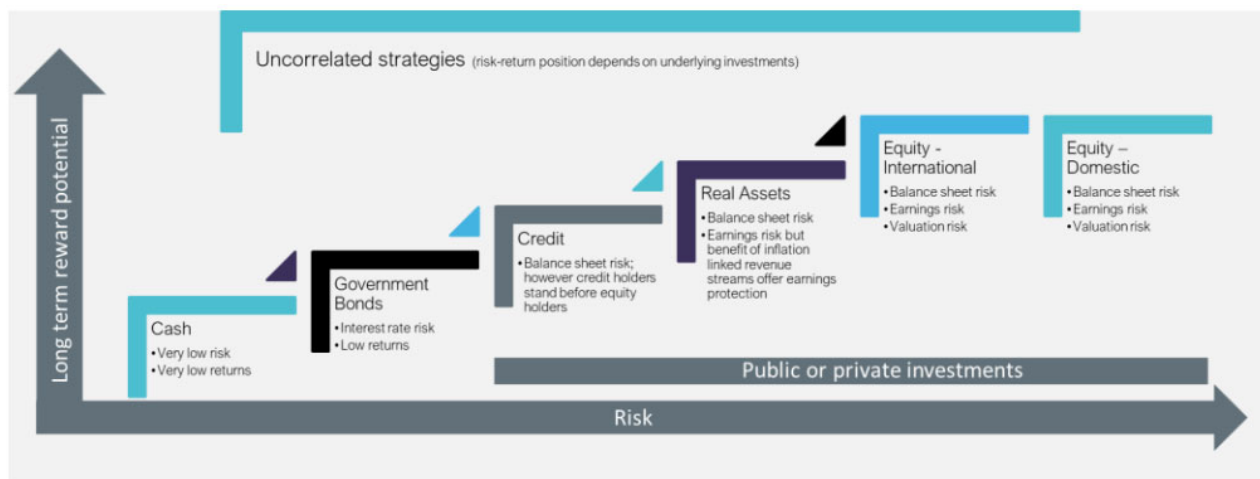 Uncorrelated strategies (risk-return position depends on underlying investments)
Long term reward potential
Cash
•Very low risk
•Very low returns
Government
Bonds
•Interest rate risk
•Low returns
Credit
•Balance sheet risk;
however credit holders
stand before equity
holders
Real Assets
•Balance sheet risk
•Earnings risk but
benefit of inflation
linked revenue
streams offer earnings
protection
Equity -
International
•Balance sheet risk
•Earnings risk
•Valuation risk
Equity –
Domestic
•Balance sheet risk
•Earnings risk
•Valuation risk
Public or private investments
Risk